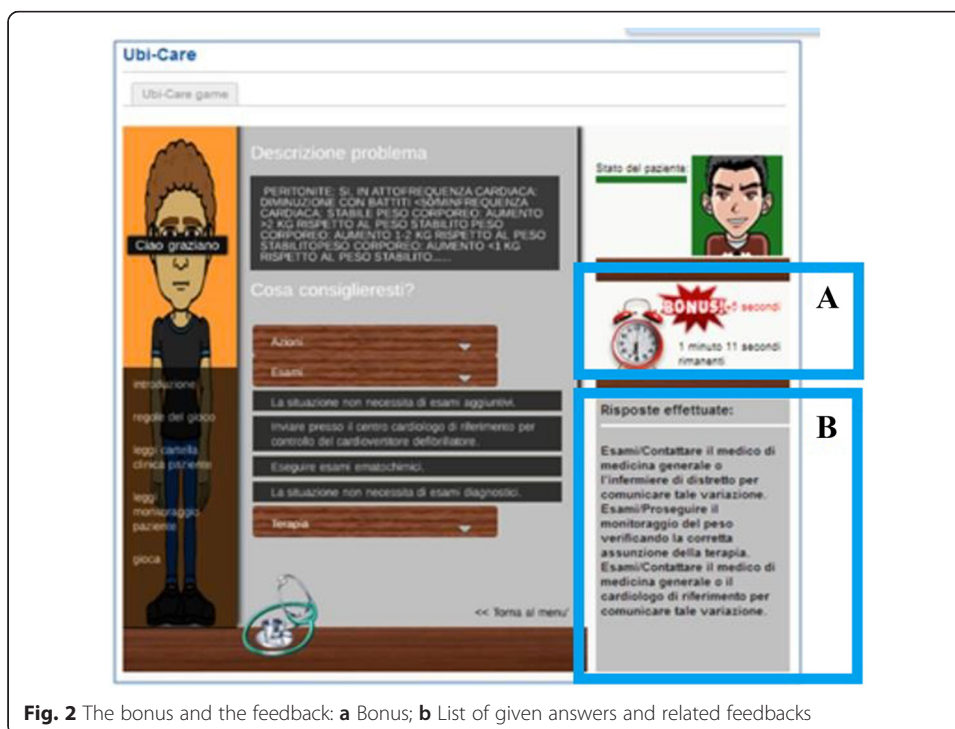 Ubi-Care
Ubi-Care game
Ciao graziano
introduzione
regole del gioco
leggi cartella
clinica paziente
leggi
monitoraggio
paziente
gioca
Descrizione problema
PERITONITE: SI, IN ATTOFREQUENZA CARDIACA:
DIMINUZIONE CON BATTITI <50/MINFREQUENZA
CARDIACA: STABILE PESO CORPOREO: AUMENTO
>2 KG RISPETTO AL PESO STABILITO PESO
CORPOREO: AUMENTO 1-2 KG RISPETTO AL PESO
STABILITOPESO CORPOREO: AUMENTO <1 KG
RISPETTO AL PESO STABILITO......
Cosa consiglieresti?
Azioni
Esami
La situazione non necessita di esami aggiuntivi.
Inviare presso il centro cardiologo di riferimento per
controllo del cardiovertitore defibrillatore.
Eseguire esami ematochimici.
La situazione non necessita di esami diagnostici.
Terapia
<< Torna al menu'
Stato del paziente:
BONUS! -5 secondi
1 minuto 11 secondi
rimanenti
A
Risposte effettuate:
B
Esami/Contattare il medico di
medicina generale o
l'infermiere di distretto per
comunicare tale variazione.
Esami/Proseguire il
monitoraggio del peso
verificando la corretta
assunzione della terapia.
Esami/Contattare il medico di
medicina generale o il
cardiologo di riferimento per
comunicare tale variazione.
Fig. 2 The bonus and the feedback: a Bonus; b List of given answers and related feedbacks